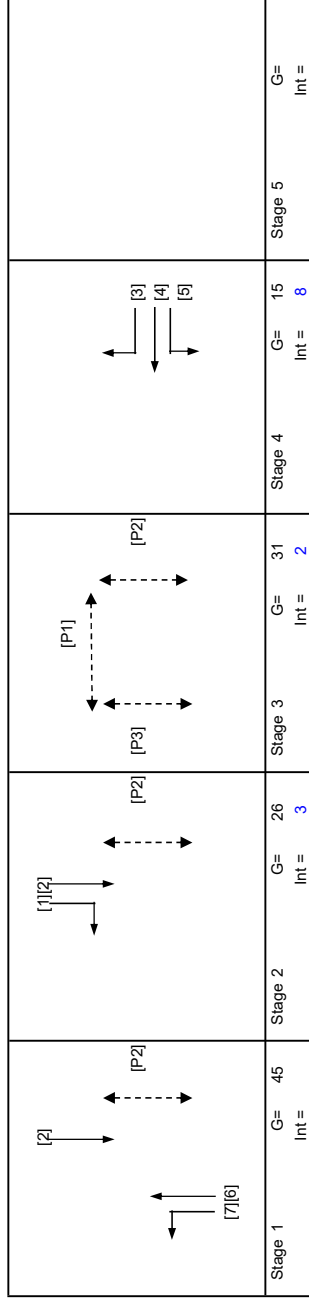 [2]
[P2]
[7][6]
Stage 1 G= 45
Int =
[1][2]
[P2]
Stage 2 G= 26
Int = 3
[P1]
[P3]
[P2]
Stage 3 G= 31
Int = 2
[3]
[4]
[5]
Stage 4 G= 15
Int = 8
Stage 5 G=
Int =